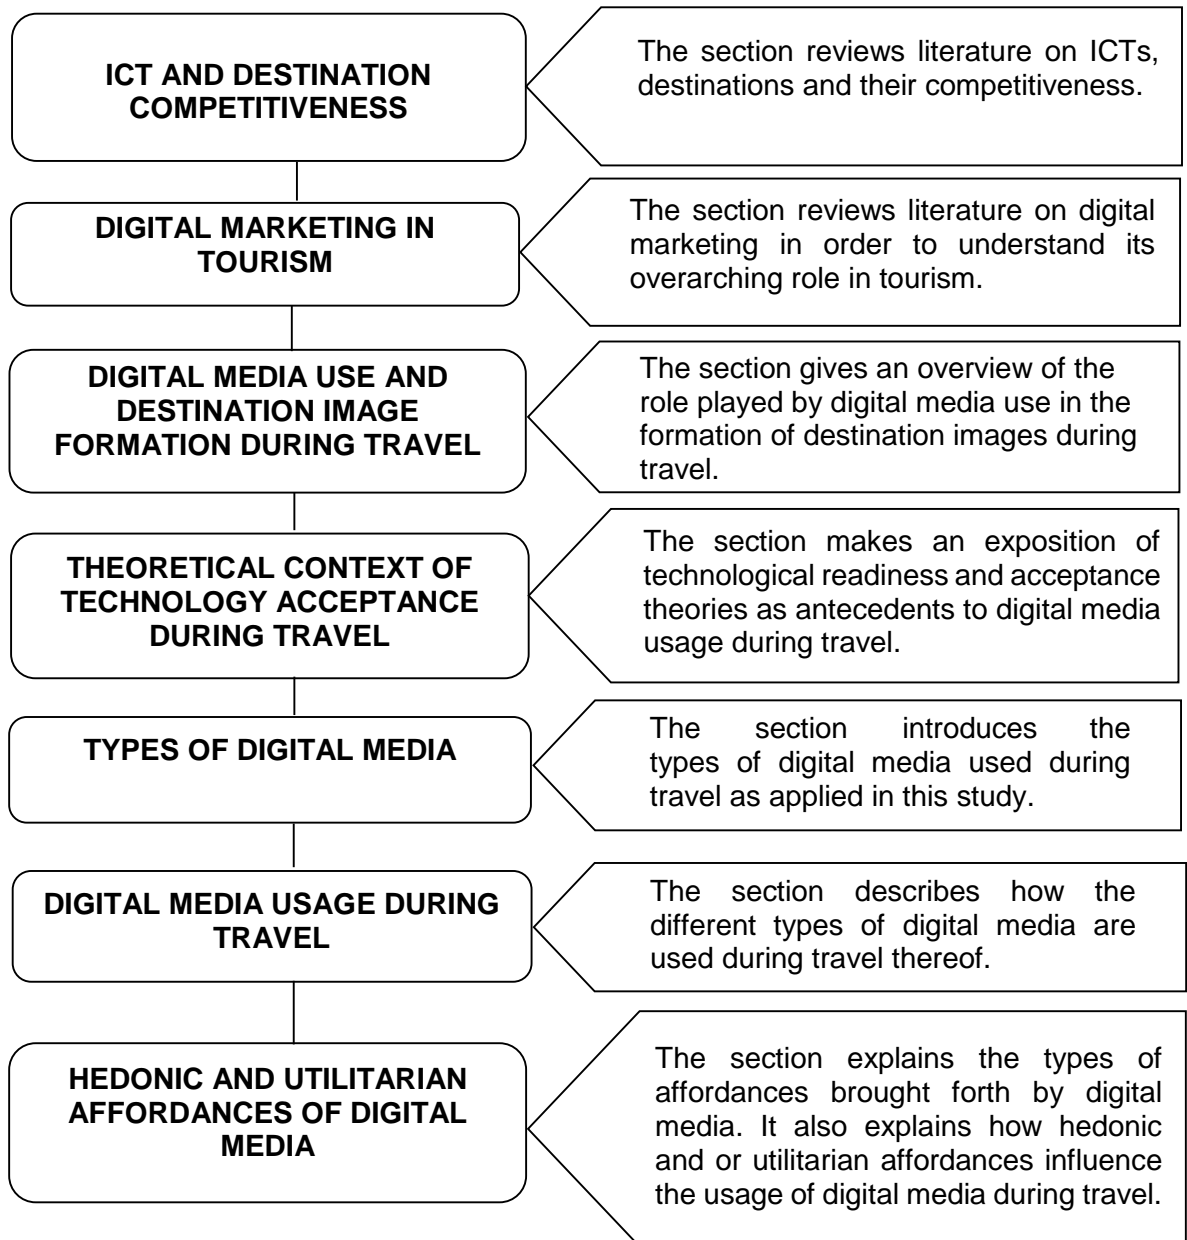 ICT AND DESTINATION
COMPETITIVENESS
The section reviews literature on ICTs,
destinations and their competitiveness.
DIGITAL MARKETING IN
TOURISM
The section reviews literature on digital
marketing in order to understand its
overarching role in tourism.
DIGITAL MEDIA USE AND
DESTINATION IMAGE
FORMATION DURING TRAVEL
The section gives an overview of the
role played by digital media use in the
formation of destination images during
travel.
THEORETICAL CONTEXT OF
TECHNOLOGY ACCEPTANCE
DURING TRAVEL
The section makes an exposition of
technological readiness and acceptance
theories as antecedents to digital media
usage during travel.
TYPES OF DIGITAL MEDIA
The section introduces the
types of digital media used during
travel as applied in this study.
DIGITAL MEDIA USAGE DURING
TRAVEL
The section describes how the
different types of digital media are
used during travel thereof.
HEDONIC AND UTILITARIAN
AFFORDANCES OF DIGITAL
MEDIA
The section explains the types of
affordances brought forth by digital
media. It also explains how hedonic
and or utilitarian affordances influence
the usage of digital media during travel.